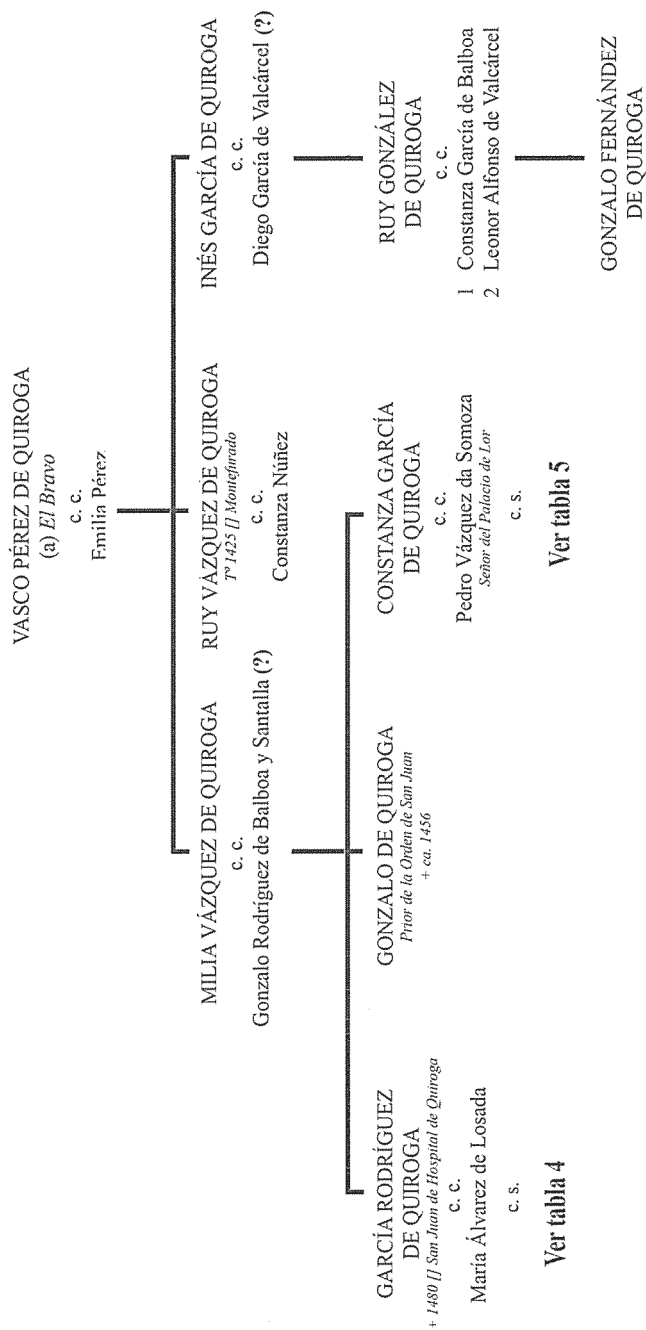 VASCO PÉREZ DE QUIROGA
(a) El Bravo
c. c.
Emilia Pérez
MILIA VÁZQUEZ DE QUIROGA
c. c.
Gonzalo Rodríguez de Balboa y Santalla (?)
RUY VÁZQUEZ DE QUIROGA
Tº 1425 [] Montefurado
c. c.
Constanza Núñez
INÉS GARCÍA DE QUIROGA
c. c.
Diego García de Valcárcel (?)
GARCÍA RODRÍGUEZ
DE QUIROGA
+ 1480 [] San Juan de Hospital de Quiroga
c. c.
María Álvarez de Losada
c. s.
Ver tabla 4
GONZALO DE QUIROGA
Prior de la Orden de San Juan
+ ca. 1456
CONSTANZA GARCÍA
DE QUIROGA
c. c.
Pedro Vázquez da Somoza
Señor del Palacio de Lor
c. s.
Ver tabla 5
RUY GONZÁLEZ
DE QUIROGA
c. c.
1 Constanza García de Balboa
2 Leonor Alfonso de Valcárcel
GONZALO FERNÁNDEZ
DE QUIROGA